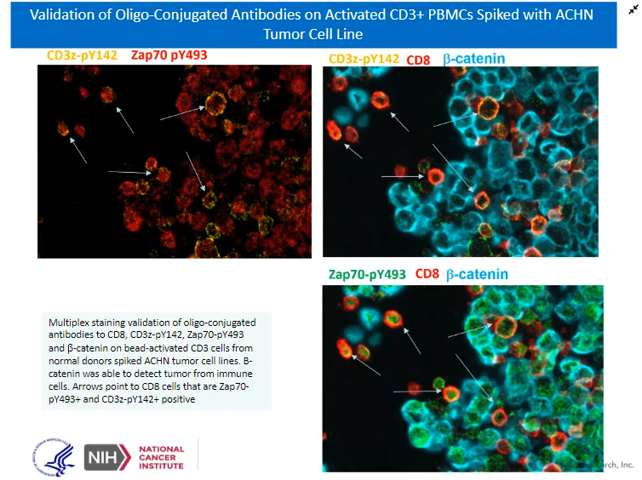 Validation of Oligo-Conjugated Antibodies on Activated CD3+ PBMCs Spiked with ACHN
Tumor Cell Line
CD3z-pY142 Zap70 pY493
CD3z-pY142 CD8 β-catenin
Zap70-pY493 CD8 β-catenin
Multiplex staining validation of oligo-conjugated
antibodies to CD8, CD3z-pY142, Zap70-pY493
and β-catenin on bead-activated CD3 cells from
normal donors spiked ACHN tumor cell lines. B-
catenin was able to detect tumor from immune
cells. Arrows point to CD8 cells that are Zap70-
pY493+ and CD3z-pY142+ positive
NIH
NATIONAL
CANCER
INSTITUTE
rch, Inc.